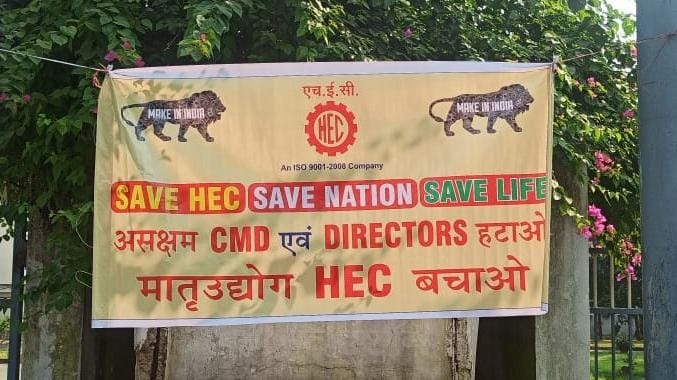 एच.ई.सी.
MAKE IN INDIA
HEC
MAKE IN INDIA
An ISO 9001-2008 Company
SAVE HEC SAVE NATION SAVE LIFE
असक्षम CMD एवं DIRECTORS हटाओ
मातृउद्योग HEC बचाओ